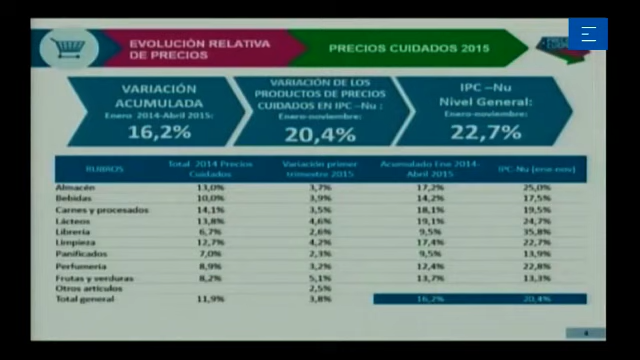 EVOLUCIÓN RELATIVA
DE PRECIOS
PRECIOS CUIDADOS 2015
VARIACIÓN
ACUMULADA
Enero 2014-Abril 2015:
16,2%
VARIACIÓN DE LOS
PRODUCTOS DE PRECIOS
CUIDADOS EN IPC –Nu :
Enero-noviembre:
20,4%
IPC –Nu
Nivel General:
Enero-noviembre:
22,7%
RUBROS Total 2014 Precios Cuidados Variación primer trimestre 2015 Acumulado Ene 2014- Abril 2015 IPC-Nu (ene-nov)
Almacén 13,0% 3,7% 17,2% 25,0%
Bebidas 10,0% 3,9% 14,2% 17,5%
Carnes y procesados 14,1% 3,5% 18,1% 19,5%
Lácteos 13,8% 4,6% 19,1% 24,7%
Librería 6,7% 2,6% 9,5% 35,8%
Limpieza 12,7% 4,2% 17,4% 22,7%
Panificados 7,0% 2,3% 9,5% 13,9%
Perfumería 8,9% 3,2% 12,4% 22,8%
Frutas y verduras 8,2% 5,1% 13,7% 13,3%
Otros artículos 2,5%
Total general 11,9% 3,8% 16,2% 20,4%
4